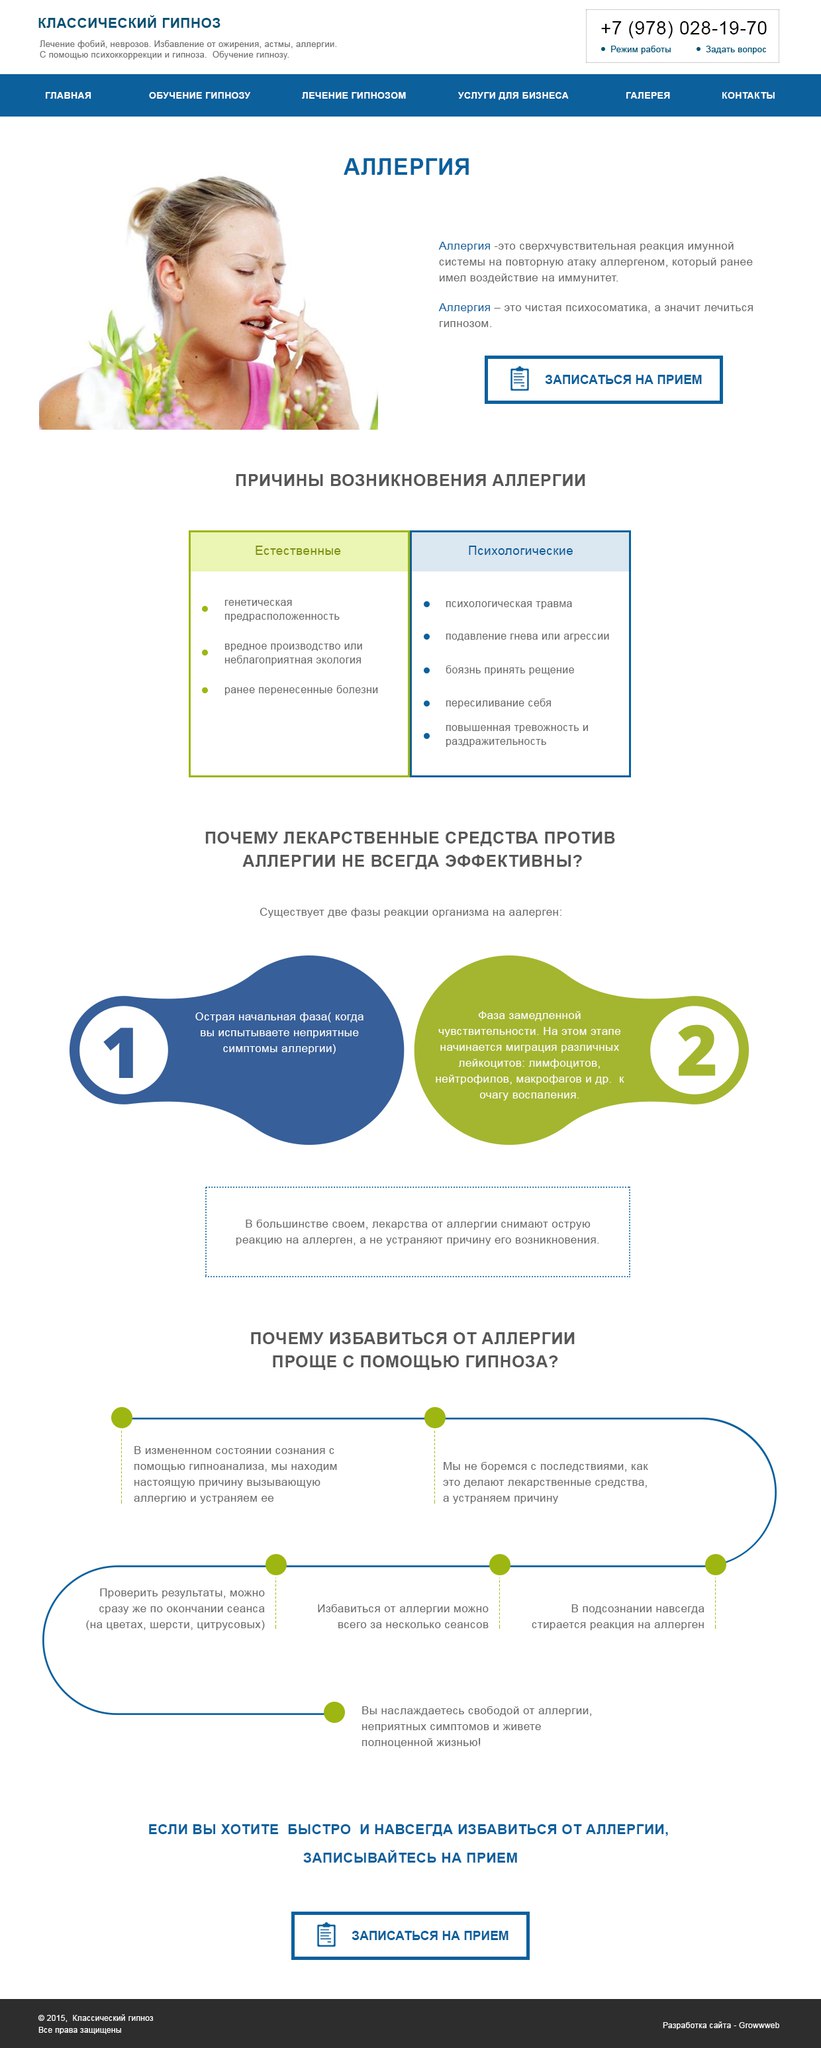 КЛАССИЧЕСКИЙ ГИПНОЗ
Лечение фобий, неврозов. Избавление от ожирения, астмы, аллергии.
С помощью психоккоррекции и гипноза. Обучение гипнозу.
+7 (978) 028-19-70
Режим работы
Задать вопрос
ГЛАВНАЯ
ОБУЧЕНИЕ ГИПНОЗУ
ЛЕЧЕНИЕ ГИПНОЗОМ
УСЛУГИ ДЛЯ БИЗНЕСА
ГАЛЕРЕЯ
КОНТАКТЫ
АЛЛЕРГИЯ
Аллергия -это сверхчувствительная реакция имунной
системы на повторную атаку аллергеном, который ранее
имел воздействие на иммунитет.
Аллергия – это чистая психосоматика, а значит лечиться
гипнозом.
ЗАПИСАТЬСЯ НА ПРИЕМ
ПРИЧИНЫ ВОЗНИКНОВЕНИЯ АЛЛЕРГИИ
Естественные
генетическая
предрасположенность
вредное производство или
неблагоприятная экология
ранее перенесенные болезни
Психологические
психологическая травма
подавление гнева или агрессии
боязнь принять рещение
пересиливание себя
повышенная тревожность и
раздражительность
ПОЧЕМУ ЛЕКАРСТВЕННЫЕ СРЕДСТВА ПРОТИВ
АЛЛЕРГИИ НЕ ВСЕГДА ЭФФЕКТИВНЫ?
Существует две фазы реакции организма на аалерген:
1
Острая начальная фаза( когда
вы испытываете неприятные
симптомы аллергии)
Фаза замедленной
чувствительности. На этом этапе
начинается миграция различных
лейкоцитов: лимфоцитов,
нейтрофилов, макрофагов и др. к
очагу воспаления.
2
В большинстве своем, лекарства от аллергии снимают острую
реакцию на аллерген, а не устраняют причину его возникновения.
ПОЧЕМУ ИЗБАВИТЬСЯ ОТ АЛЛЕРГИИ
ПРОЩЕ С ПОМОЩЬЮ ГИПНОЗА?
В измененном состоянии сознания с
помощью гипноанализа, мы находим
настоящую причину вызывающую
аллергию и устраняем ее
Мы не боремся с последствиями, как
это делают лекарственные средства,
а устраняем причину
Проверить результаты, можно
сразу же по окончании сеанса
(на цветах, шерсти, цитрусовых)
Избавиться от аллергии можно
всего за несколько сеансов
В подсознании навсегда
стирается реакция на аллерген
Вы наслаждаетесь свободой от аллергии,
неприятных симптомов и живете
полноценной жизнью!
ЕСЛИ ВЫ ХОТИТЕ БЫСТРО И НАВСЕГДА ИЗБАВИТЬСЯ ОТ АЛЛЕРГИИ,
ЗАПИСЫВАЙТЕСЬ НА ПРИЕМ
ЗАПИСАТЬСЯ НА ПРИЕМ
© 2015, Классический гипноз
Все права защищены
Разработка сайта - Growwweb